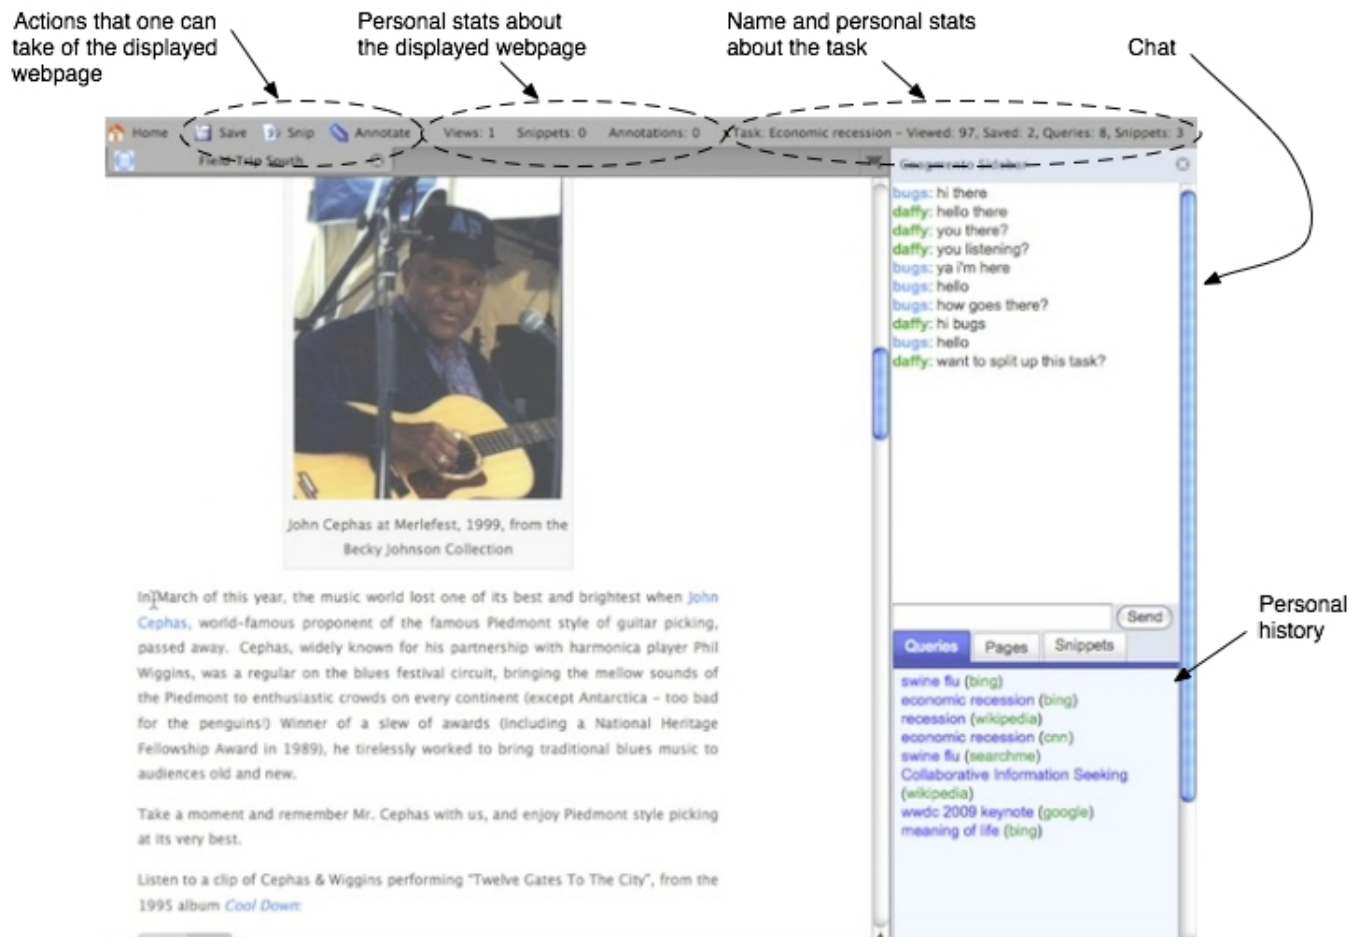 Actions that one can
take of the displayed
webpage
Personal stats about
the displayed webpage
Name and personal stats
about the task
Chat
Home Save Snip Annotate Views: 1 Snippets: 0 Annotations: 0 Task: Economic recession – Viewed: 97, Saved: 2, Queries: 8, Snippets: 3
Field Trip South
Coagmento Sidebar
bugs: hi there
daffy: hello there
daffy: you there?
daffy: you listening?
bugs: ya i'm here
bugs: hello
bugs: how goes there?
daffy: hi bugs
bugs: hello
daffy: want to split up this task?
John Cephas at Merlefest, 1999, from the
Becky Johnson Collection
In March of this year, the music world lost one of its best and brightest when John
Cephas, world-famous proponent of the famous Piedmont style of guitar picking,
passed away. Cephas, widely known for his partnership with harmonica player Phil
Wiggins, was a regular on the blues festival circuit, bringing the mellow sounds of
the Piedmont to enthusiastic crowds on every continent (except Antarctica – too bad
for the penguins!) Winner of a slew of awards (including a National Heritage
Fellowship Award in 1989), he tirelessly worked to bring traditional blues music to
audiences old and new.
Take a moment and remember Mr. Cephas with us, and enjoy Piedmont style picking
at its very best.
Listen to a clip of Cephas & Wiggins performing "Twelve Gates To The City", from the
1995 album Cool Down:
Send
Queries Pages Snippets
swine flu (bing)
economic recession (bing)
recession (wikipedia)
economic recession (cnn)
swine flu (searchme)
Collaborative Information Seeking
(wikipedia)
wwdc 2009 keynote (google)
meaning of life (bing)
Personal
history